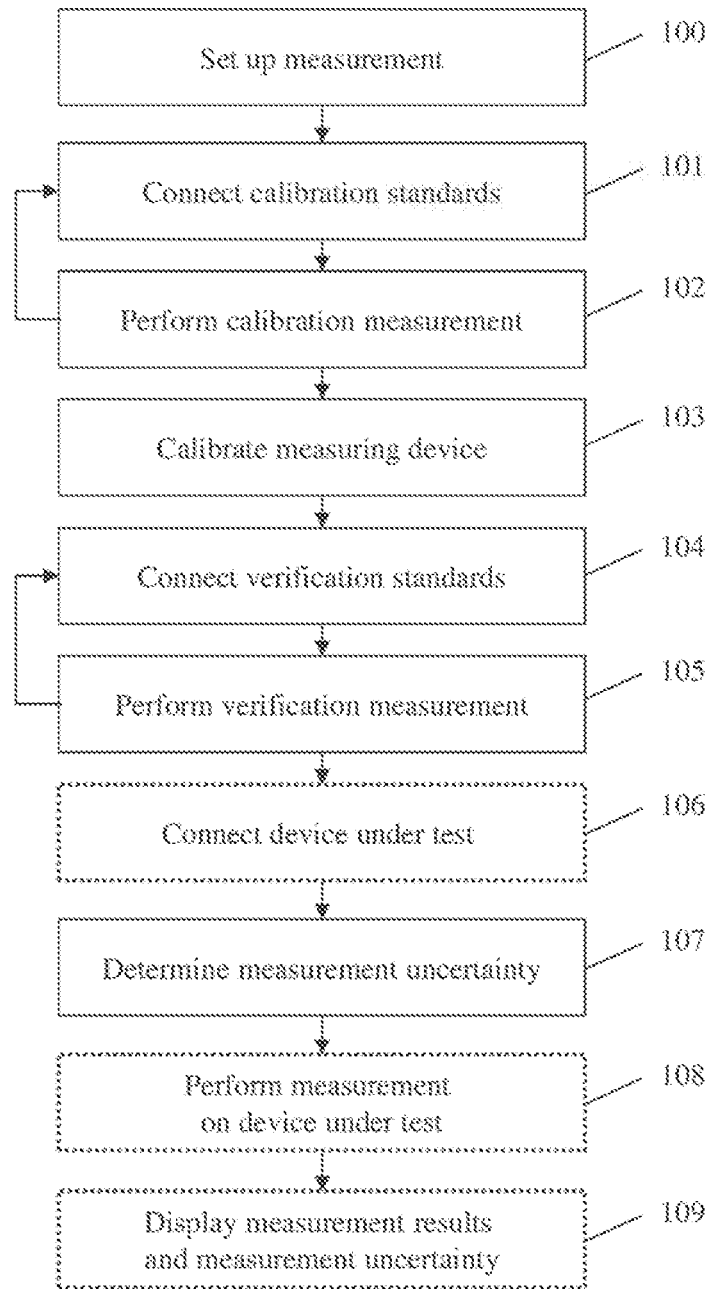 Set up measurement
100
Connect calibration standards
101
Perform calibration measurement
102
Calibrate measuring device
103
Connect verification standards
104
Perform verification measurement
105
Connect device under test
106
Determine measurement uncertainty
107
Perform measurement
on device under test
108
Display measurement results
and measurement uncertainty
109